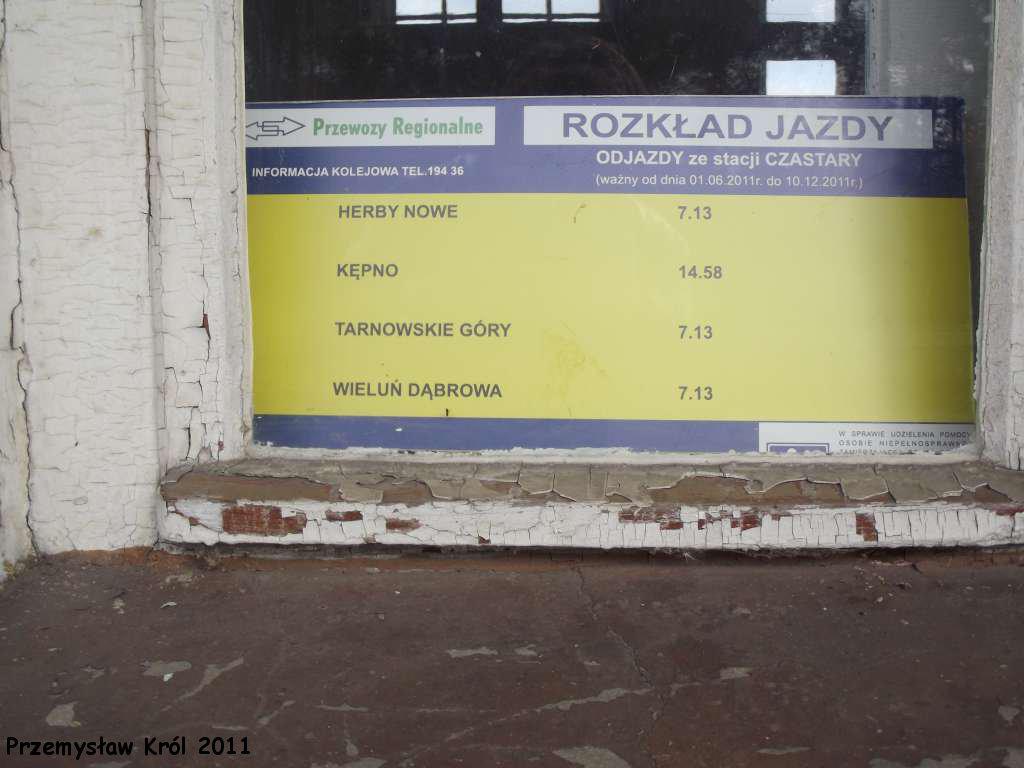 Przewozy Regionalne
ROZKŁAD JAZDY
INFORMACJA KOLEJOWA TEL.194 36
ODJAZDY ze stacji CZASTARY
(ważny od dnia 01.06.2011r. do 10.12.2011r.)
HERBY NOWE 7.13
KĘPNO 14.58
TARNOWSKIE GÓRY 7.13
WIELUŃ DĄBROWA 7.13
W SPRAWIE UDZIELENIA POMOCY
OSOBIE NIEPEŁNOSPRAWNEJ
Przemysław Król 2011